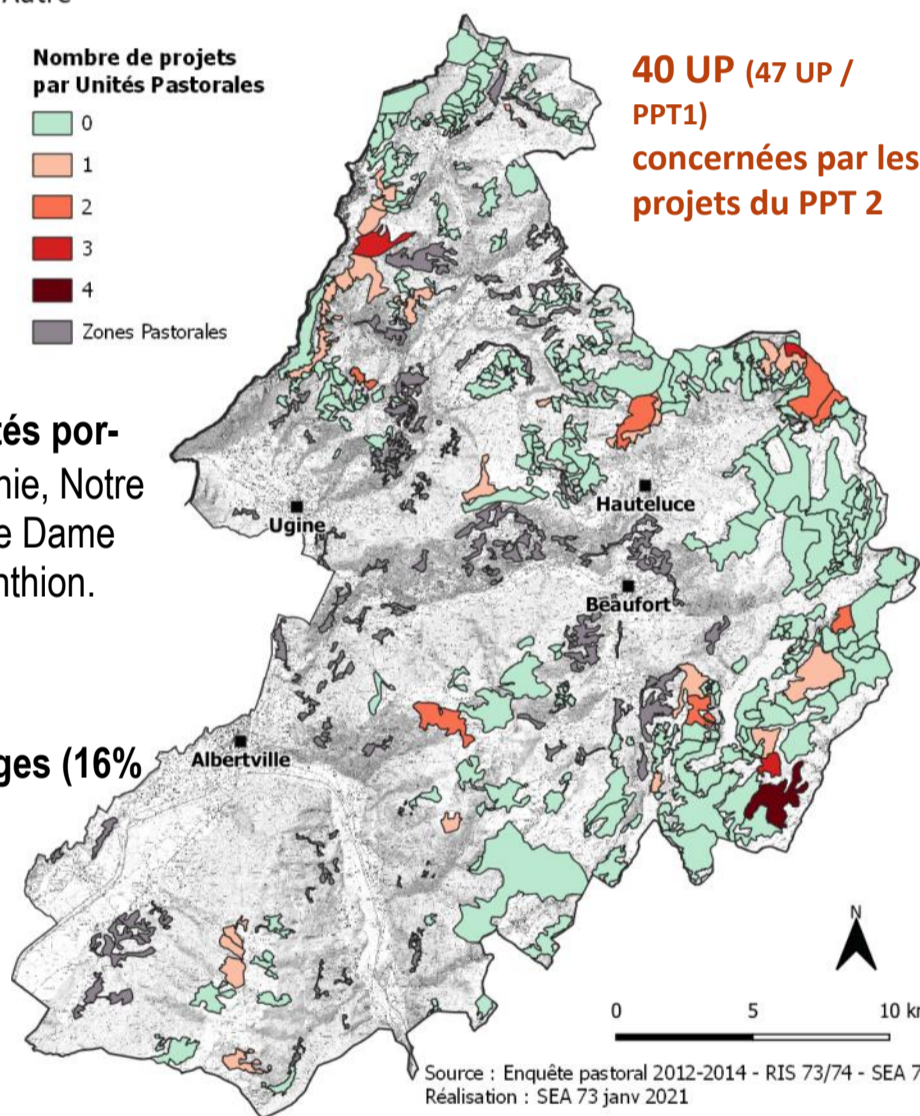 Autre
Nombre de projets
par Unités Pastorales
0
1
2
3
4
Zones Pastorales
40 UP (47 UP /
PPT1)
concernées par les
projets du PPT 2
tés por-
nie, Notre
e Dame
nthion.
ges (16%
Ugine
Hauteluce
Beaufort
Albertville
N
0 5 10 km
Source : Enquête pastoral 2012-2014 - RIS 73/74 - SEA 7
Réalisation : SEA 73 janv 2021